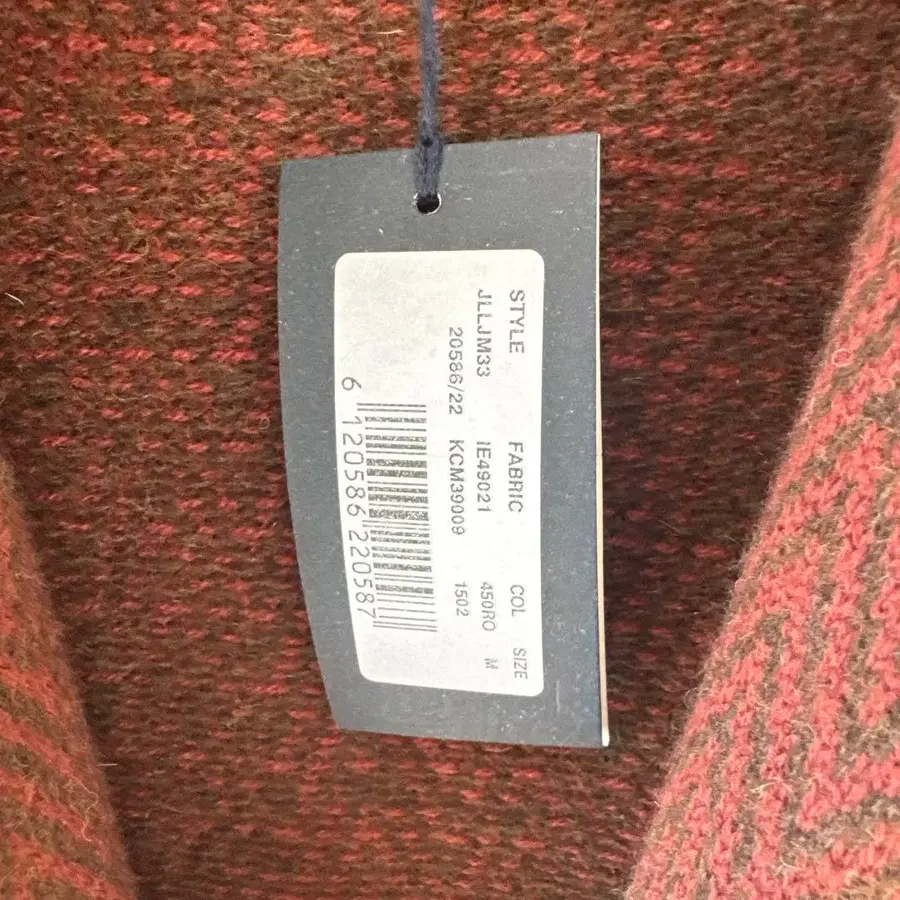 STYLE FABRIC COL SIZE
JLLJM33 IE49021 450RO M
20586/22 KCM39009 1502
6 120586 220587